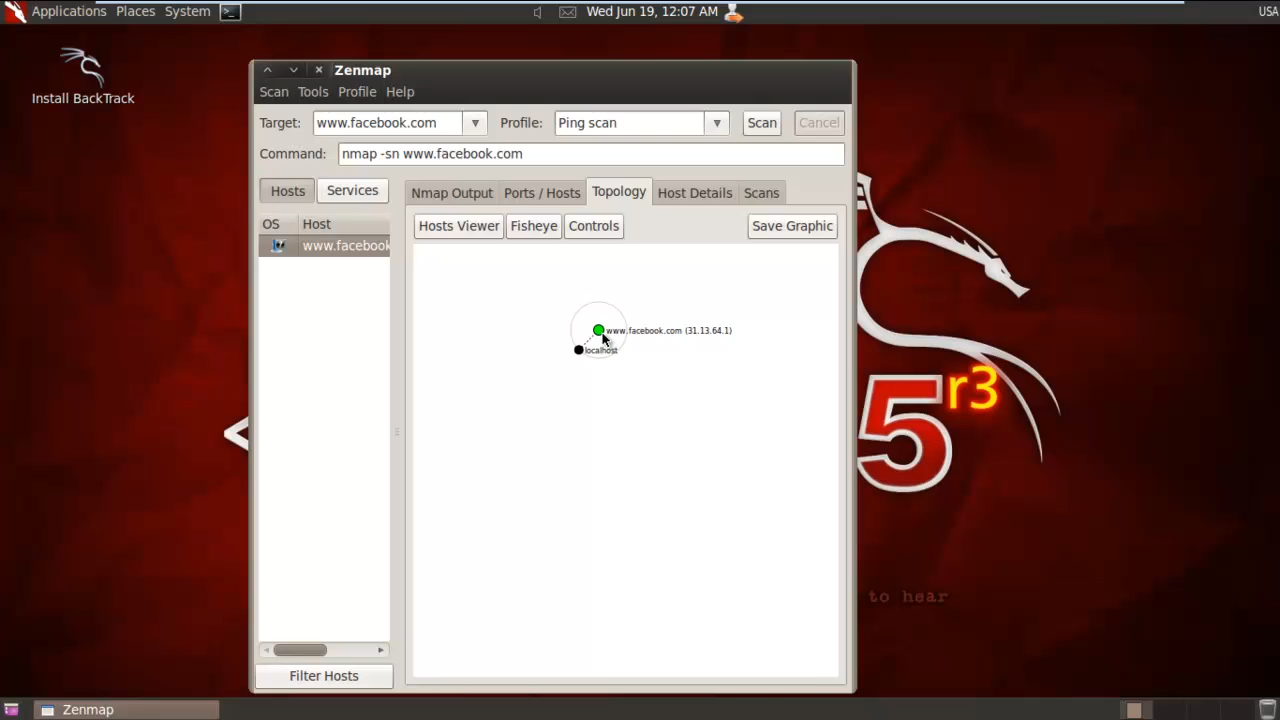 Applications Places System
Wed Jun 19, 12:07 AM
USA
Install BackTrack
Zenmap
Scan Tools Profile Help
Target: www.facebook.com Profile: Ping scan Scan Cancel
Command: nmap -sn www.facebook.com
Hosts Services
Nmap Output Ports / Hosts Topology Host Details Scans
OS Host
Hosts Viewer Fisheye Controls Save Graphic
www.facebook
www.facebook.com (31.13.64.1)
localhost
5 r3
to hear
Filter Hosts
Zenmap